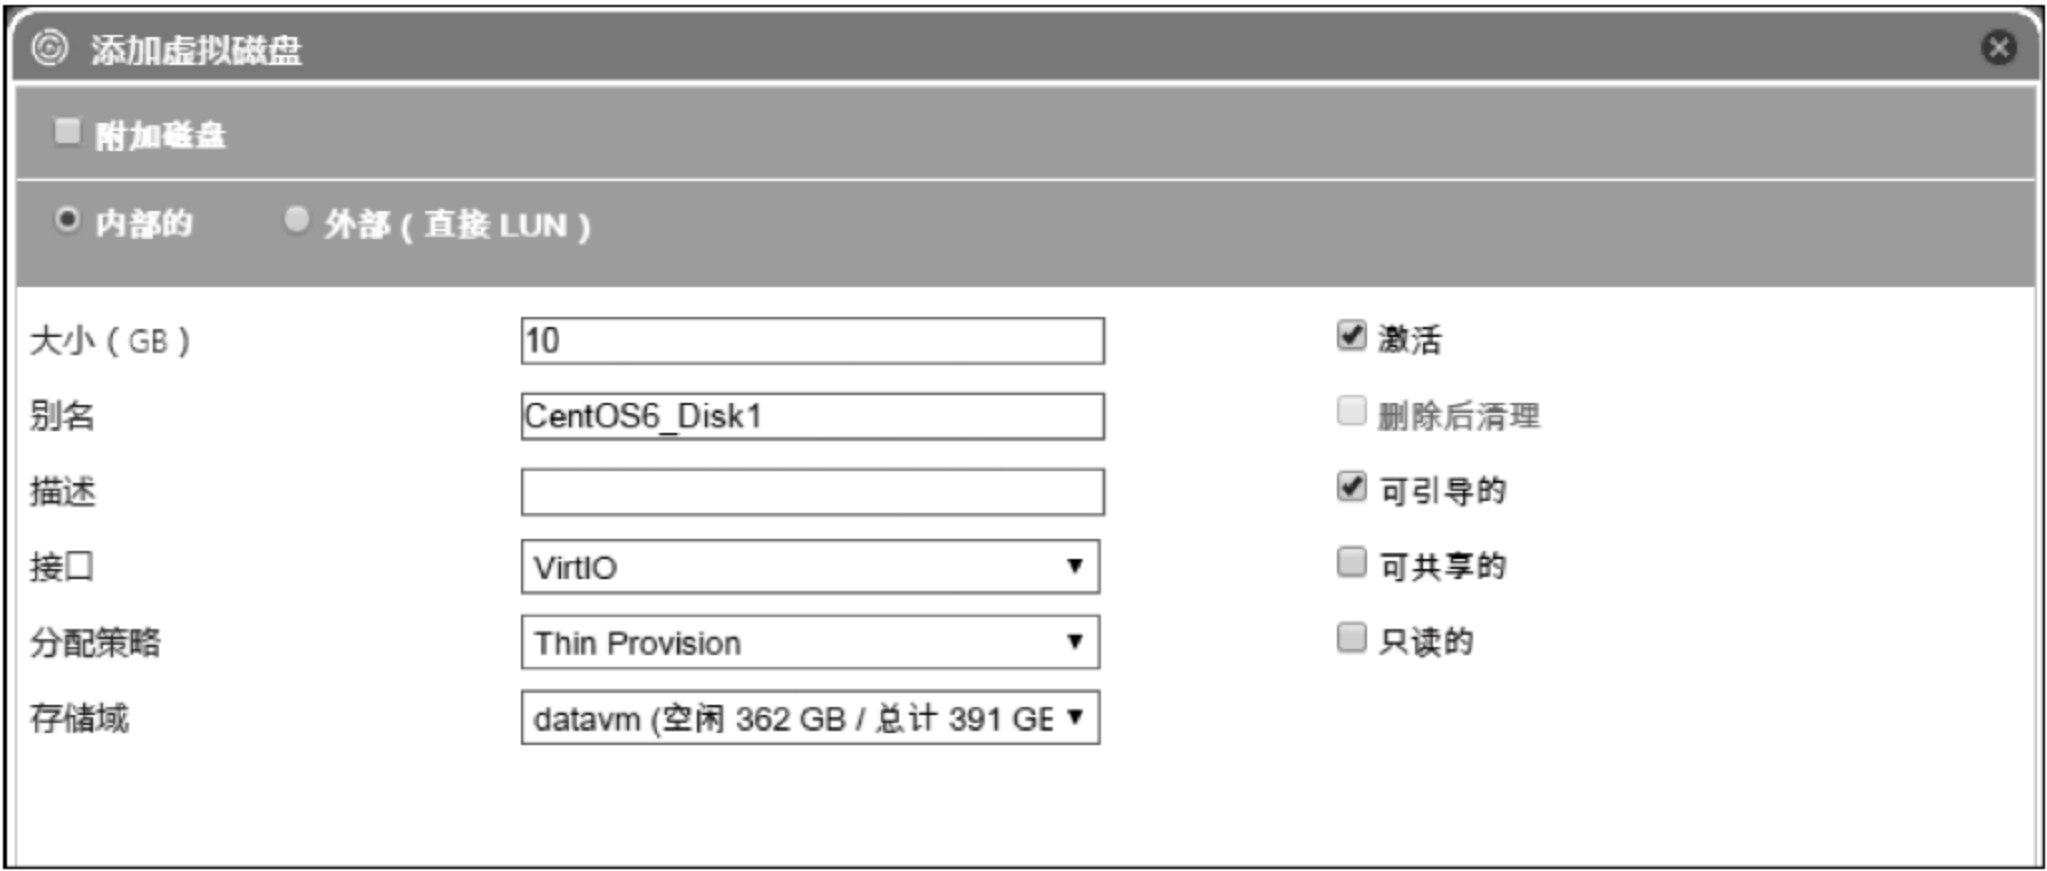 添加虚拟磁盘
附加磁盘
内部的 外部(直接 LUN)
大小(GB) 10 激活
别名 CentOS6_Disk1 删除后清理
描述 可引导的
接口 VirtIO 可共享的
分配策略 Thin Provision 只读的
存储域 datavm (空闲 362 GB / 总计 391 GE